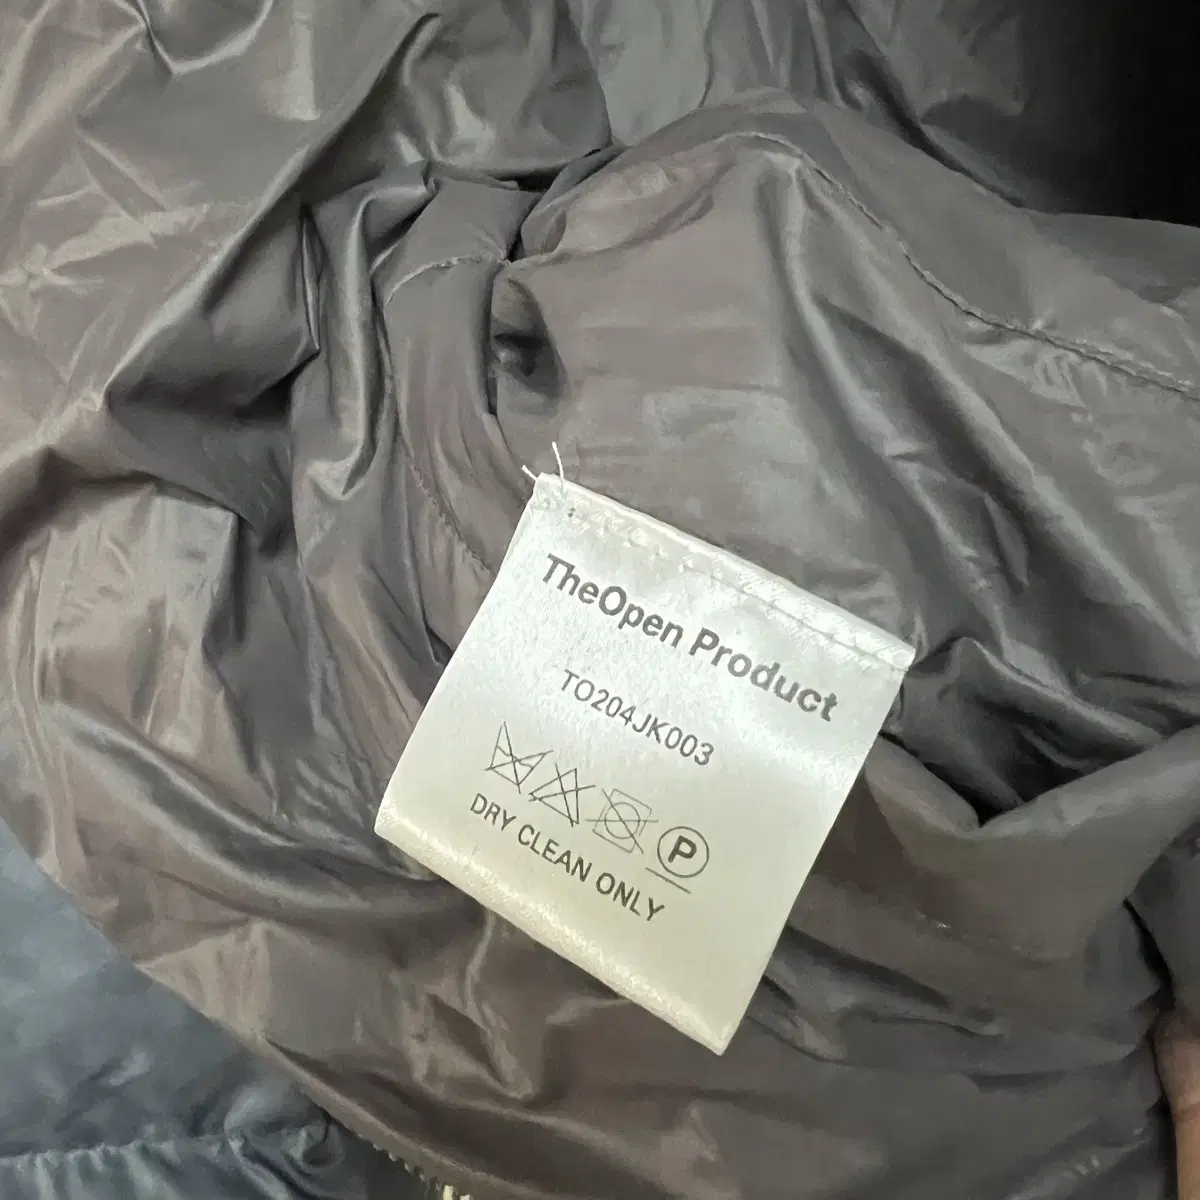 TheOpen Product
TO204JK003
P
DRY CLEAN ONLY